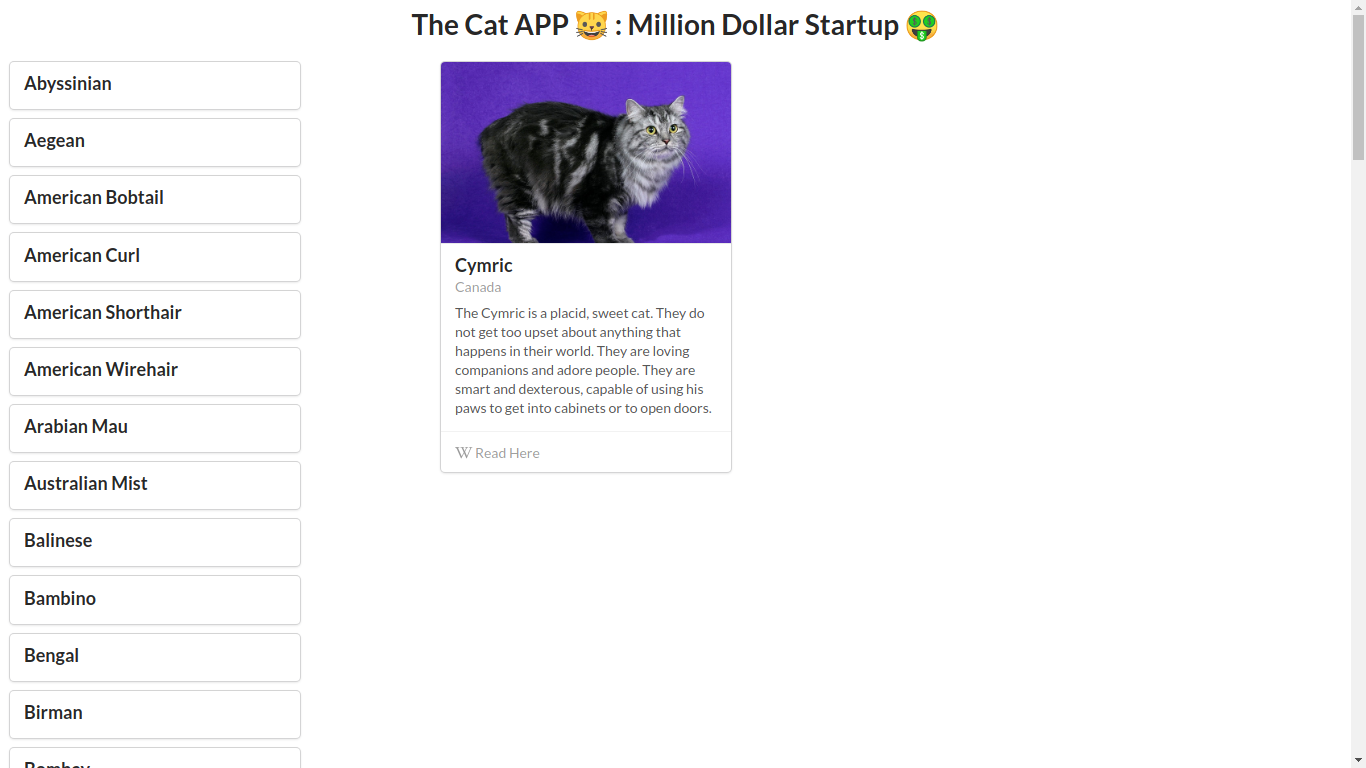 The Cat APP 😺 : Million Dollar Startup 🤑
Abyssinian
Aegean
American Bobtail
American Curl
American Shorthair
American Wirehair
Arabian Mau
Australian Mist
Balinese
Bambino
Bengal
Birman
Bombay
Cymric
Canada
The Cymric is a placid, sweet cat. They do
not get too upset about anything that
happens in their world. They are loving
companions and adore people. They are
smart and dexterous, capable of using his
paws to get into cabinets or to open doors.
W Read Here